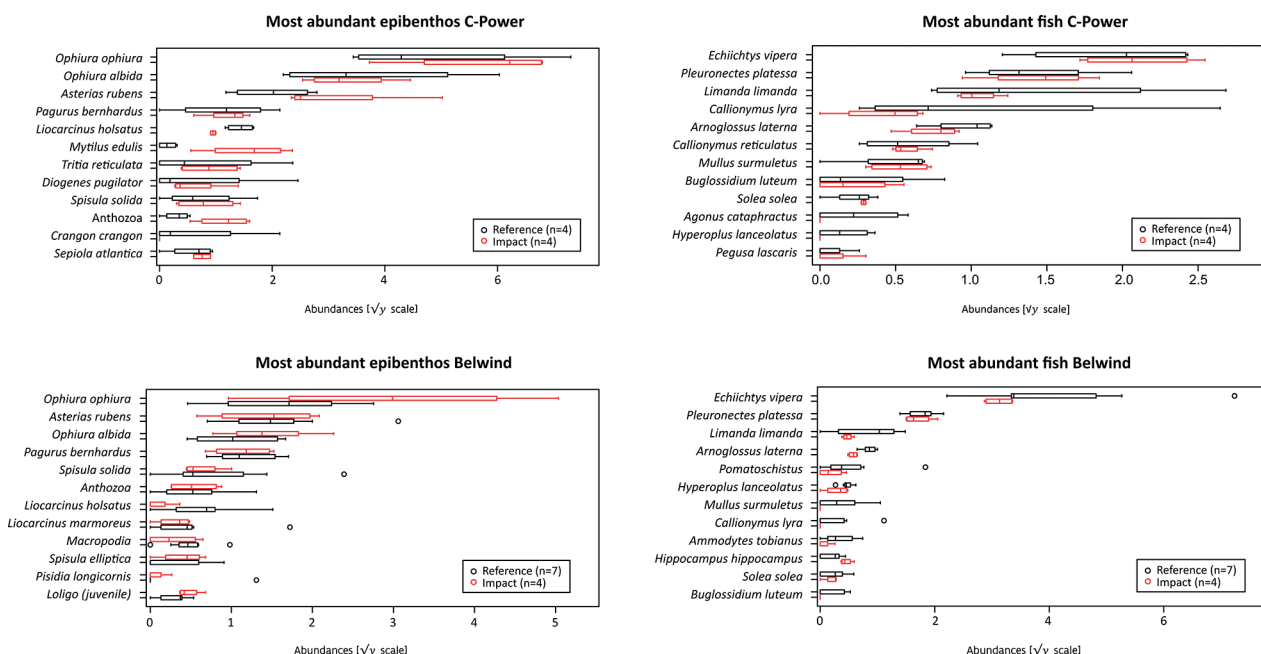 Most abundant epibenthos C-Power
Ophiura ophiura
Ophiura albida
Asterias rubens
Pagurus bernhardus
Liocarcinus holsatus
Mytilus edulis
Tritia reticulata
Diogenes pugilator
Spisula solida
Anthozoa
Crangon crangon
Sepiola atlantica
Reference (n=4)
Impact (n=4)
0 2 4 6
Abundances [√y scale]
Most abundant fish C-Power
Echiichtys vipera
Pleuronectes platessa
Limanda limanda
Callionymus lyra
Arnoglossus laterna
Callionymus reticulatus
Mullus surmuletus
Buglossidium luteum
Solea solea
Agonus cataphractus
Hyperoplus lanceolatus
Pegusa lascaris
Reference (n=4)
Impact (n=4)
0.0 0.5 1.0 1.5 2.0 2.5
Abundances [√y scale]
Most abundant epibenthos Belwind
Ophiura ophiura
Asterias rubens
Ophiura albida
Pagurus bernhardus
Spisula solida
Anthozoa
Liocarcinus holsatus
Liocarcinus marmoreus
Macropodia
Spisula elliptica
Pisidia longicornis
Loligo (juvenile)
Reference (n=7)
Impact (n=4)
0 1 2 3 4 5
Abundances [√y scale]
Most abundant fish Belwind
Echiichtys vipera
Pleuronectes platessa
Limanda limanda
Arnoglossus laterna
Pomatoschistus
Hyperoplus lanceolatus
Mullus surmuletus
Callionymus lyra
Ammodytes tobianus
Hippocampus hippocampus
Solea solea
Buglossidium luteum
Reference (n=7)
Impact (n=4)
0 2 4 6
Abundances [√y scale]